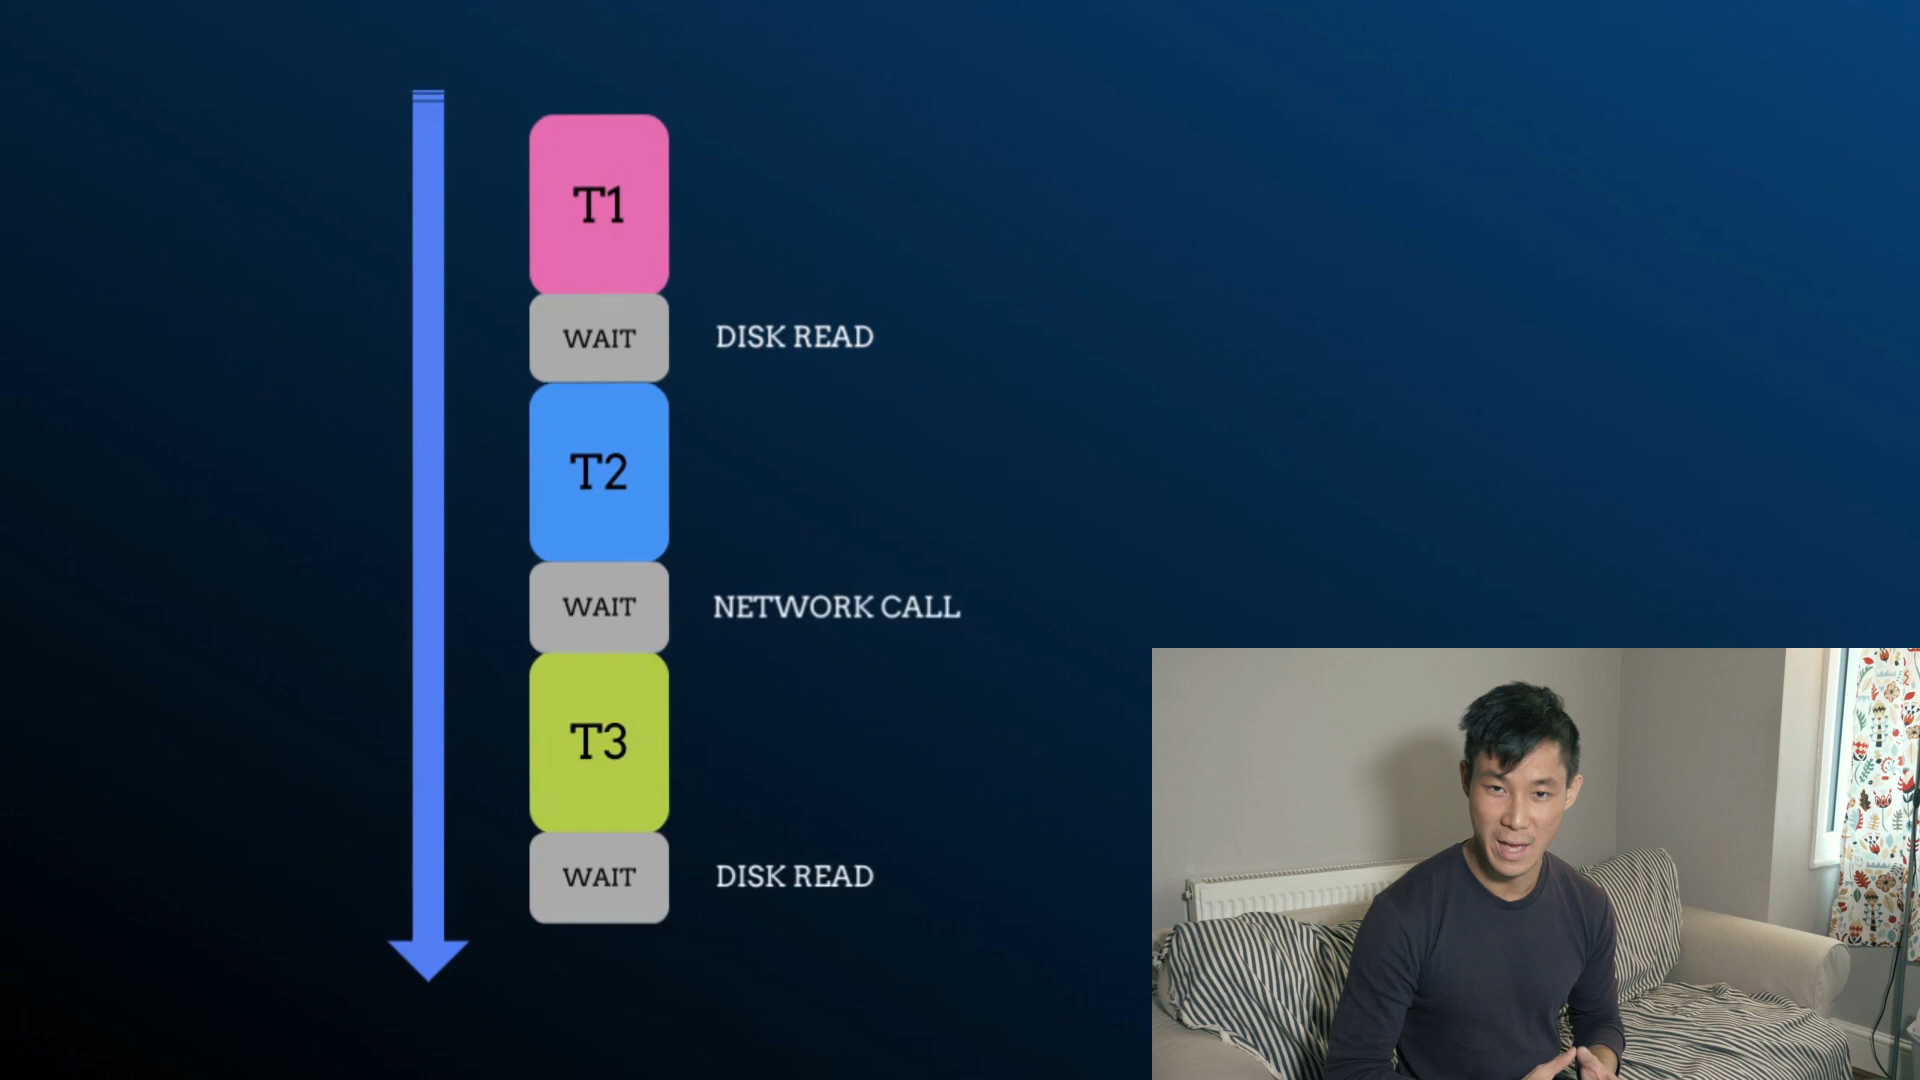 T1
WAIT
DISK READ
T2
WAIT
NETWORK CALL
T3
WAIT
DISK READ